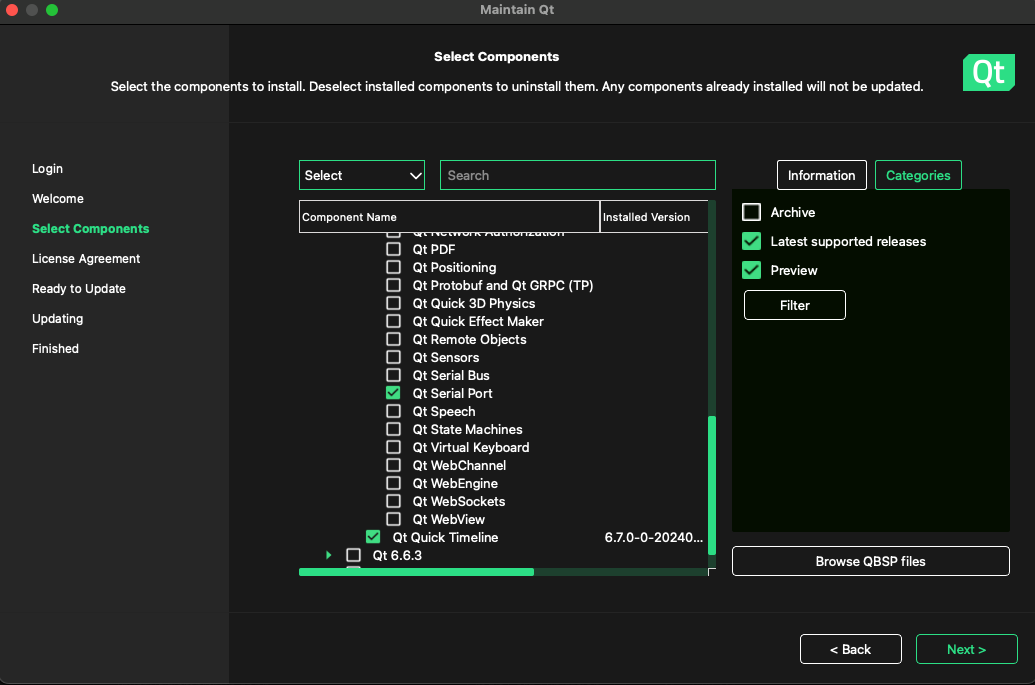 Maintain Qt
Select Components
Select the components to install. Deselect installed components to uninstall them. Any components already installed will not be updated.
Qt
Login
Welcome
Select Components
License Agreement
Ready to Update
Updating
Finished
Select
Search
Component Name
Installed Version
Qt Network Authorization
Qt PDF
Qt Positioning
Qt Protobuf and Qt GRPC (TP)
Qt Quick 3D Physics
Qt Quick Effect Maker
Qt Remote Objects
Qt Sensors
Qt Serial Bus
Qt Serial Port
Qt Speech
Qt State Machines
Qt Virtual Keyboard
Qt WebChannel
Qt WebEngine
Qt WebSockets
Qt WebView
Qt Quick Timeline 6.7.0-0-20240...
Qt 6.6.3
Information
Categories
Archive
Latest supported releases
Preview
Filter
Browse QBSP files
< Back
Next >